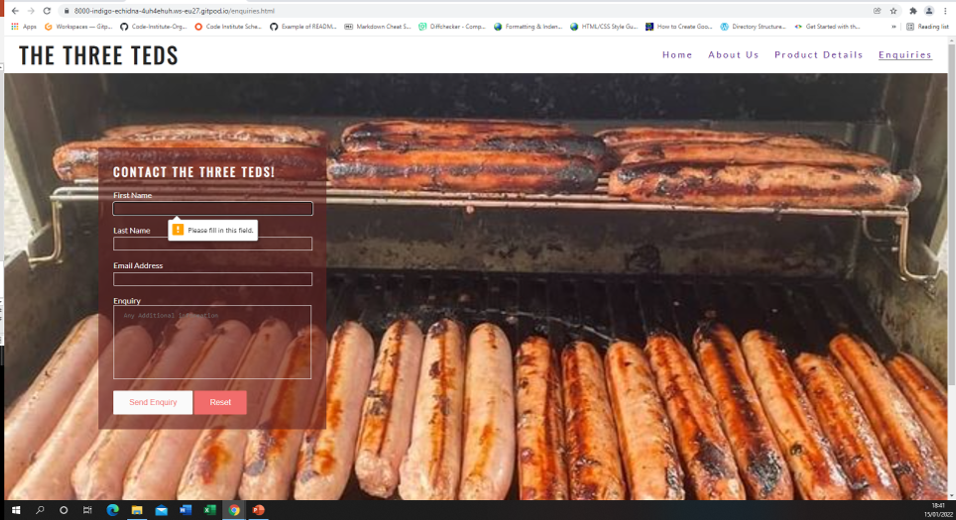 8000-indigo-echidna-4uh4ehuh.ws-eu27.gitpod.io/enquiries.html
Apps Workspaces — Gitp... Code-Institute-Org... Code Institute Sche... Example of READM... Markdown Cheat S... Diffchecker - Comp... Formatting & Inden... HTML/CSS Style Gu... How to Create Goo... Directory Structure... Get Started with th... » Reading list
THE THREE TEDS
Home About Us Product Details Enquiries
CONTACT THE THREE TEDS!
First Name
Please fill in this field.
Last Name
Email Address
Enquiry
Any Additional Information
Send Enquiry Reset
18:41
15/01/2022